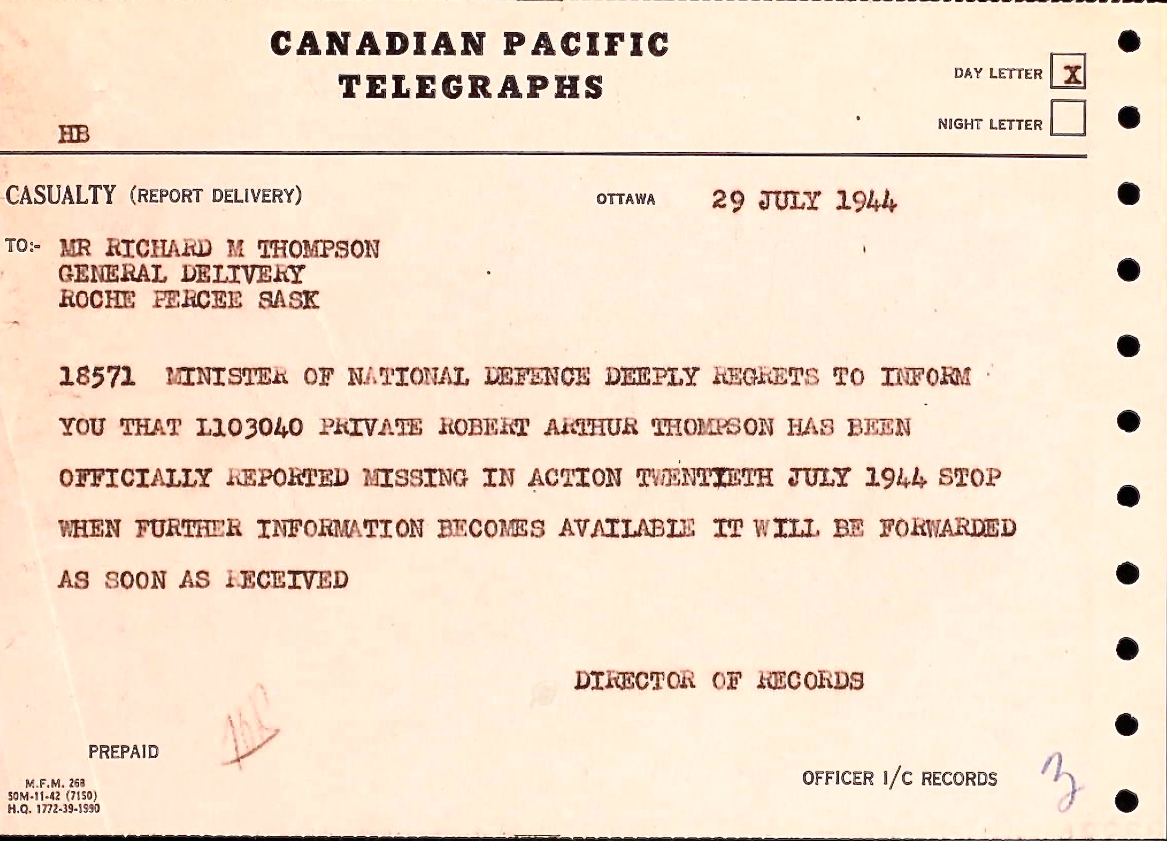 CANADIAN PACIFIC
TELEGRAPHS
DAY LETTER X
NIGHT LETTER
HB
CASUALTY (REPORT DELIVERY) OTTAWA 29 JULY 1944
TO:- MR RICHARD M THOMPSON
GENERAL DELIVERY
ROCHE PERCEE SASK
18571 MINISTER OF NATIONAL DEFENCE DEEPLY REGRETS TO INFORM
YOU THAT L103040 PRIVATE ROBERT ARTHUR THOMPSON HAS BEEN
OFFICIALLY REPORTED MISSING IN ACTION TWENTIETH JULY 1944 STOP
WHEN FURTHER INFORMATION BECOMES AVAILABLE IT WILL BE FORWARDED
AS SOON AS RECEIVED
DIRECTOR OF RECORDS
PREPAID
OFFICER I/C RECORDS
M.F.M. 268
50M-11-42 (7150)
H.Q. 1772-39-1990